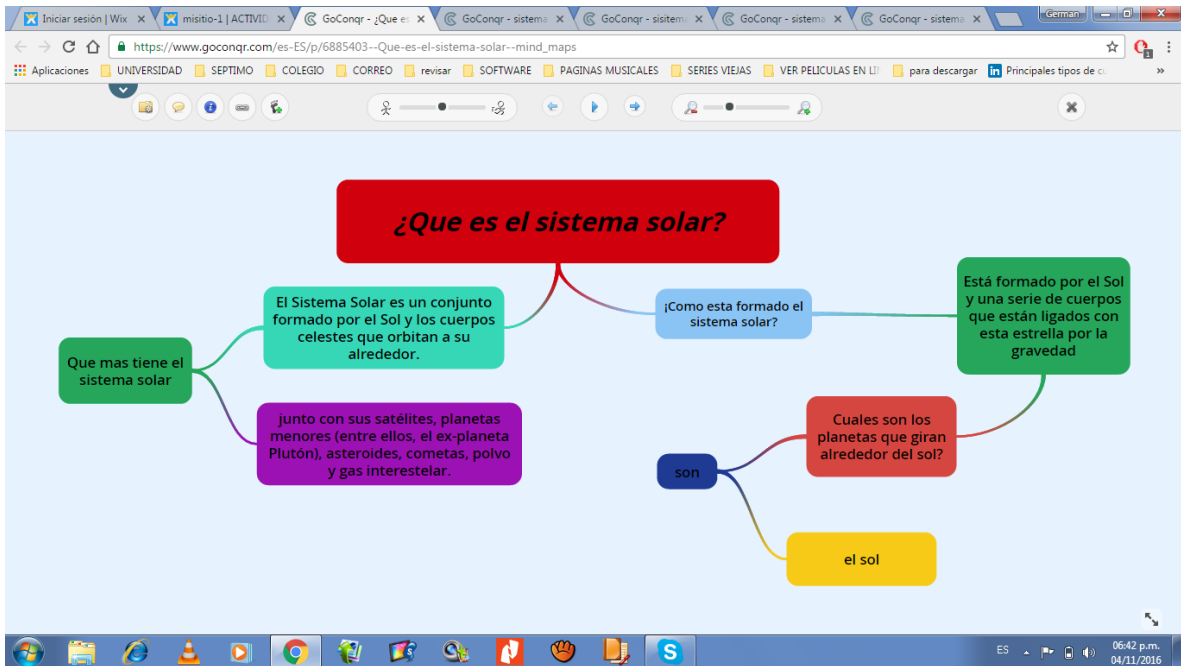 Iniciar sesión | Wix
misitio-1 | ACTIVID
GoConqr - ¿Que es
GoConqr - sistema
GoConqr - sisitema
GoConqr - sistema
GoConqr - sistema
German
https://www.goconqr.com/es-ES/p/6885403--Que-es-el-sistema-solar--mind_maps
Aplicaciones
UNIVERSIDAD
SEPTIMO
COLEGIO
CORREO
revisar
SOFTWARE
PAGINAS MUSICALES
SERIES VIEJAS
VER PELICULAS EN LI
para descargar
Principales tipos de
¿Que es el sistema solar?
El Sistema Solar es un conjunto
formado por el Sol y los cuerpos
celestes que orbitan a su
alrededor.
Que mas tiene el
sistema solar
junto con sus satélites, planetas
menores (entre ellos, el ex-planeta
Plutón), asteroides, cometas, polvo
y gas interestelar.
¡Como esta formado el
sistema solar?
Está formado por el Sol
y una serie de cuerpos
que están ligados con
esta estrella por la
gravedad
Cuales son los
planetas que giran
alrededor del sol?
son
el sol
ES
06:42 p.m.
04/11/2016